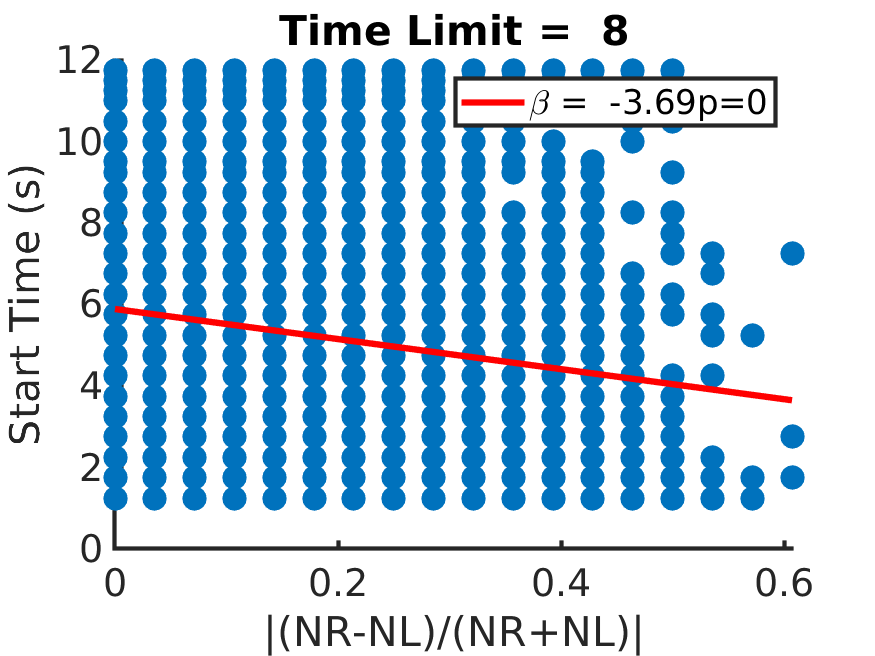 Time Limit =  8
12
10
8
6
4
2
0
Start Time (s)
β =  -3.69p=0
0
0.2
0.4
0.6
|(NR-NL)/(NR+NL)|